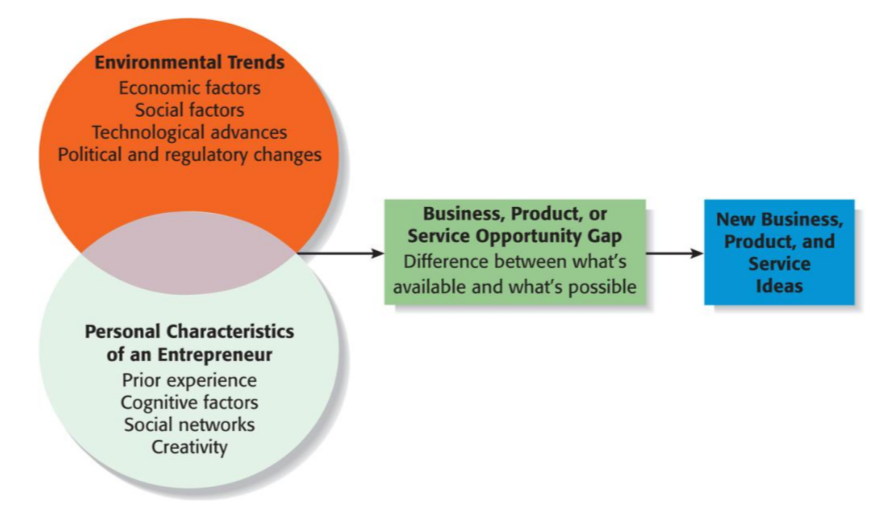 Environmental Trends
Economic factors
Social factors
Technological advances
Political and regulatory changes
Personal Characteristics
of an Entrepreneur
Prior experience
Cognitive factors
Social networks
Creativity
Business, Product, or
Service Opportunity Gap
Difference between what's
available and what's possible
New Business,
Product, and
Service
Ideas